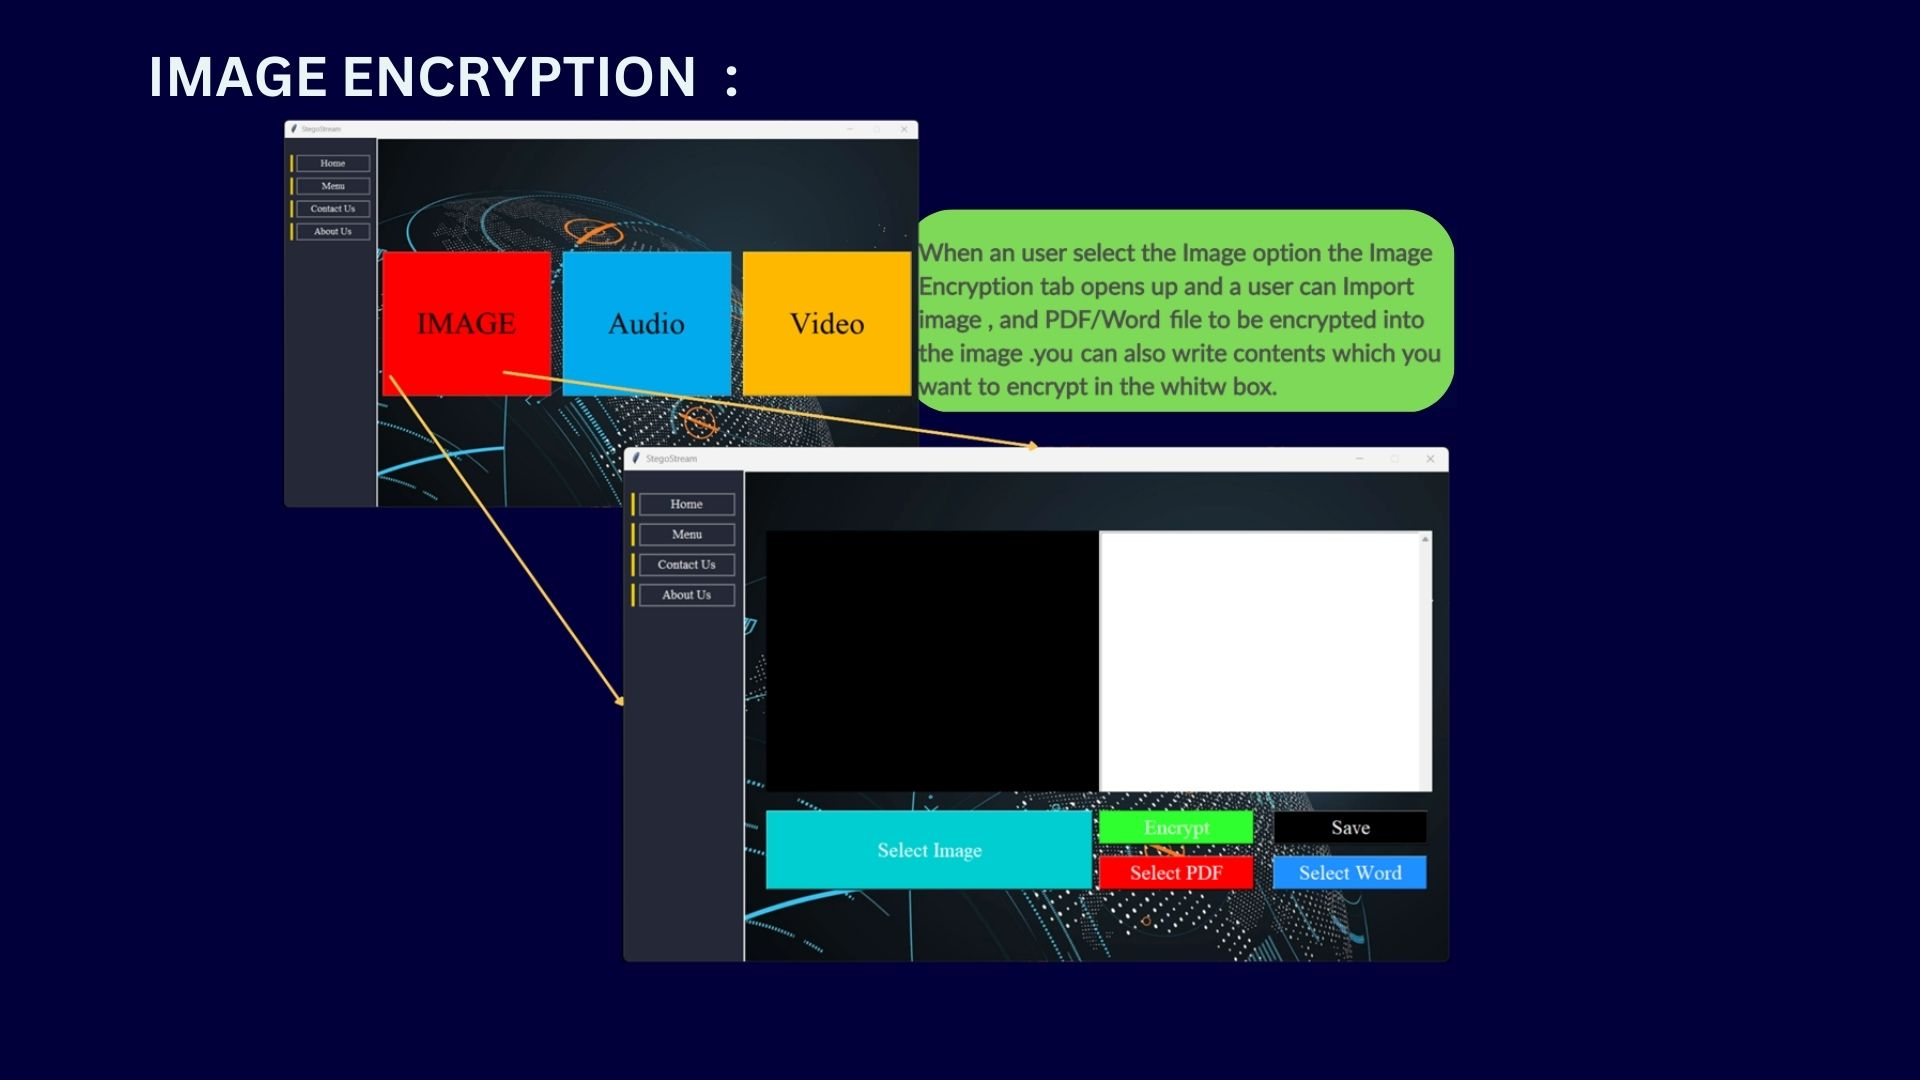 IMAGE ENCRYPTION :
StegoStream
Home
Menu
Contact Us
About Us
IMAGE
Audio
Video
When an user select the Image option the Image
Encryption tab opens up and a user can Import
image , and PDF/Word file to be encrypted into
the image .you can also write contents which you
want to encrypt in the whitw box.
StegoStream
Home
Menu
Contact Us
About Us
Select Image
Encrypt
Save
Select PDF
Select Word